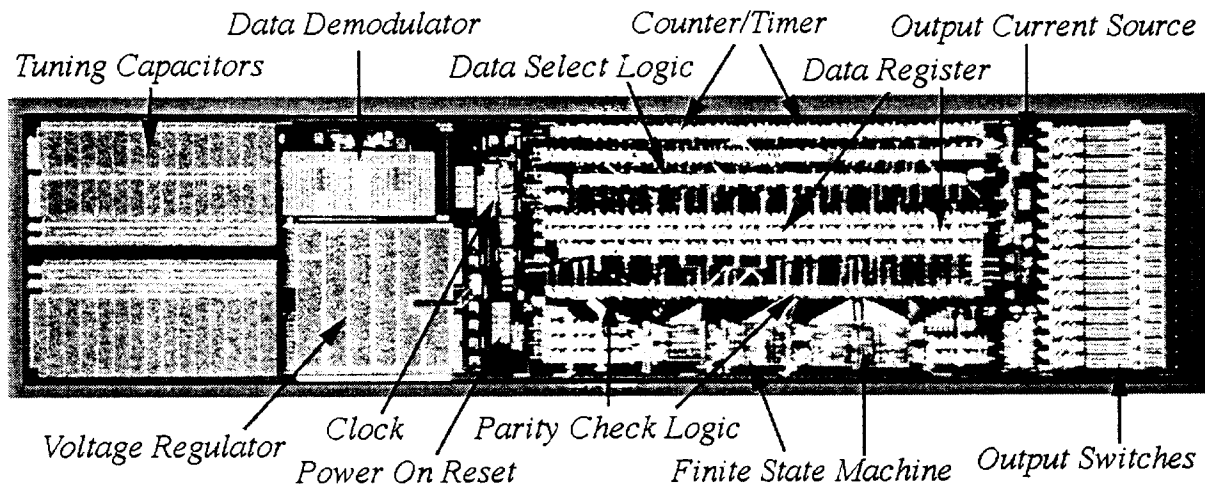 Data Demodulator
Counter/Timer
Output Current Source
Tuning Capacitors
Data Select Logic
Data Register
Voltage Regulator
Clock
Parity Check Logic
Output Switches
Power On Reset
Finite State Machine